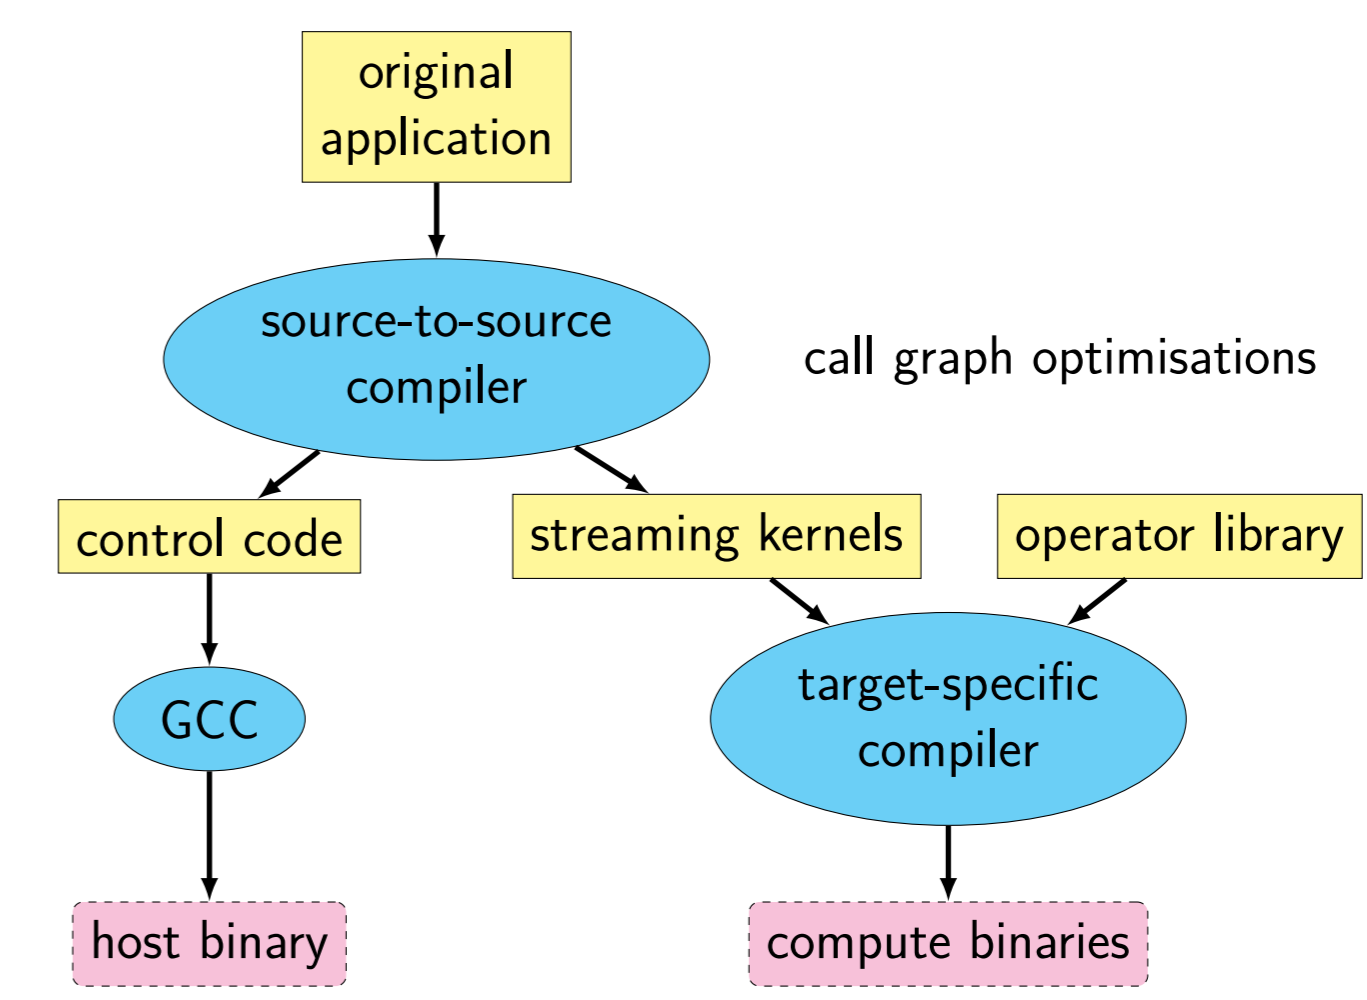 original
application
source-to-source
compiler
call graph optimisations
control code
streaming kernels
operator library
GCC
target-specific
compiler
host binary
compute binaries